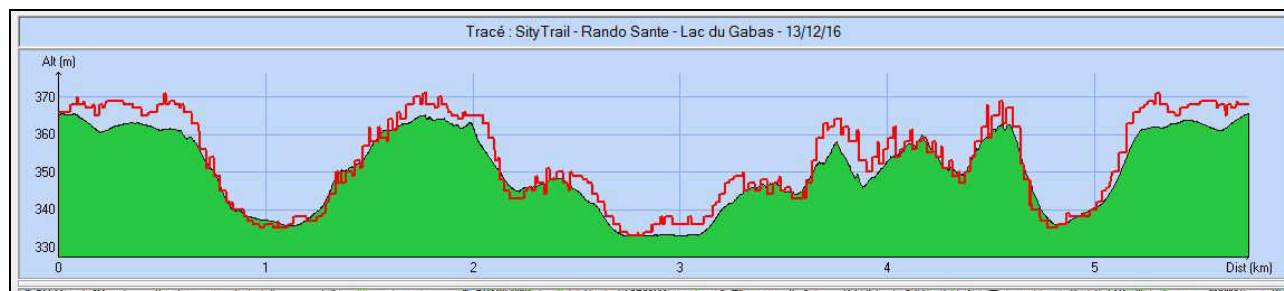 Tracé : SityTrail - Rando Sante - Lac du Gabas - 13/12/16
Alt (m)
370
360
350
340
330
0 1 2 3 4 5 Dist (km)